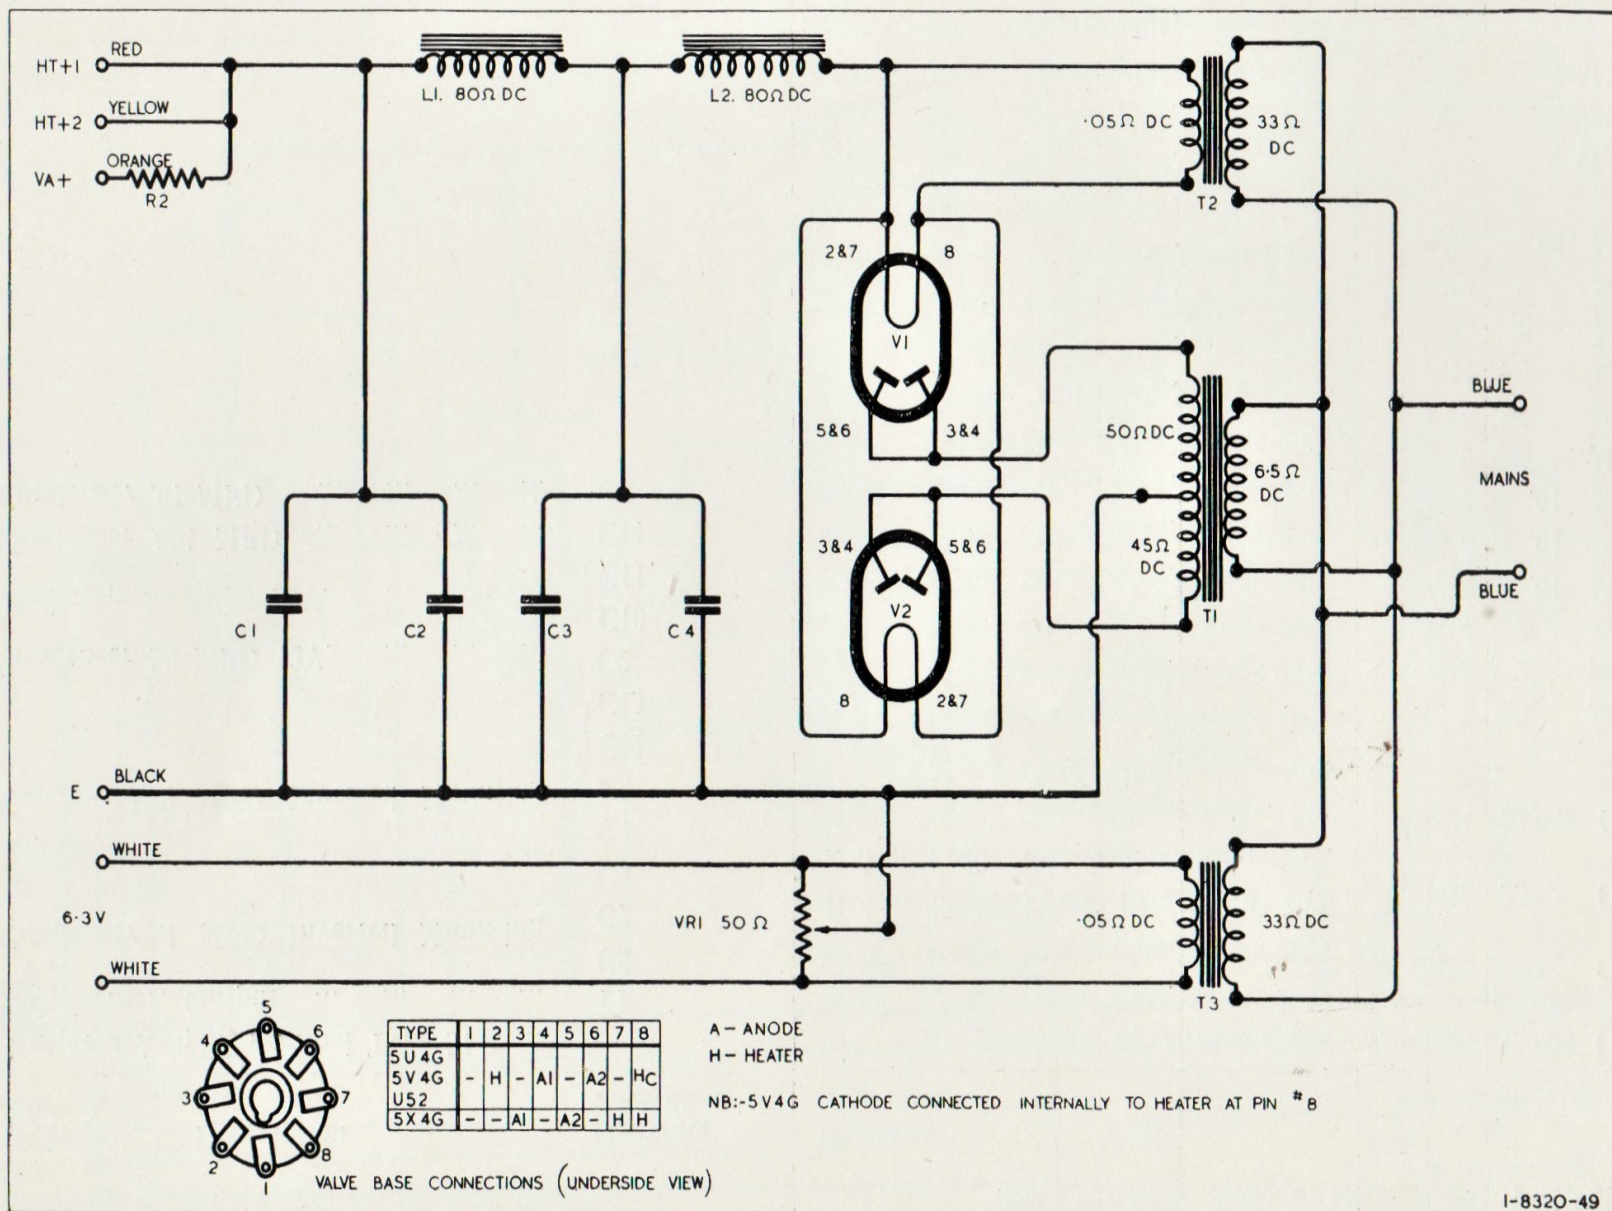 RED
HT+1
L1. 80Ω DC
L2. 80Ω DC
YELLOW
HT+2
·05Ω DC
33Ω
DC
ORANGE
VA+
R2
T2
2&7
8
V1
BLUE
5&6
3&4
50Ω DC
6·5Ω
DC
MAINS
3&4
5&6
45Ω
DC
BLUE
V2
T1
C1
C2
C3
C4
8
2&7
BLACK
E
WHITE
6·3V
VR1 50Ω
·05Ω DC
33Ω DC
WHITE
T3
5
4
6
3
7
2
8
1
TYPE 1 2 3 4 5 6 7 8
5U4G
5V4G - H - A1 - A2 - HC
U52
5X4G - - A1 - A2 - H H
A - ANODE
H - HEATER
NB:-5V4G CATHODE CONNECTED INTERNALLY TO HEATER AT PIN #8
VALVE BASE CONNECTIONS (UNDERSIDE VIEW)
1-8320-49